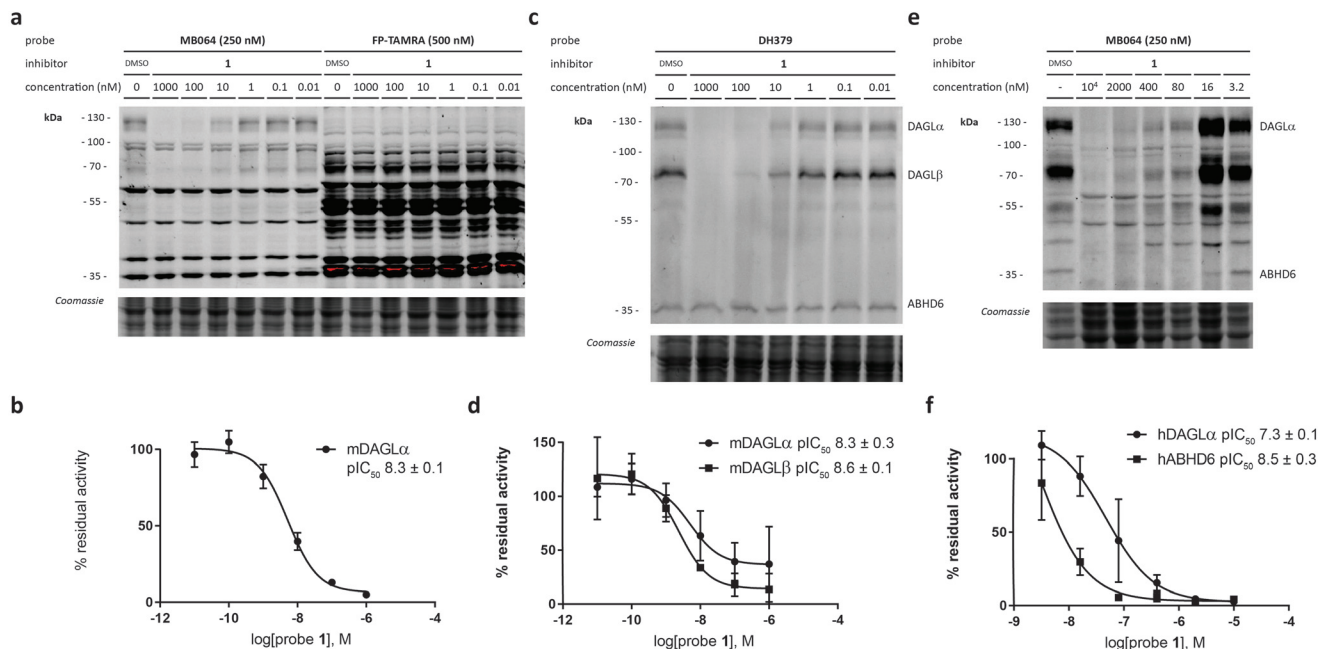 a
probe MB064 (250 nM) FP-TAMRA (500 nM)
inhibitor DMSO 1 DMSO 1
concentration (nM) 0 1000 100 10 1 0.1 0.01 0 1000 100 10 1 0.1 0.01
kDa - 130 -
- 100 -
- 70 -
- 55 -
- 35 -
Coomassie
b
% residual activity
100
50
0
-12 -10 -8 -6 -4
log[probe 1], M
mDAGLα
pIC50 8.3 ± 0.1
c
probe DH379
inhibitor DMSO 1
concentration (nM) 0 1000 100 10 1 0.1 0.01
kDa - 130 - DAGLα
- 100 -
- 70 - DAGLβ
- 55 -
- 35 - ABHD6
Coomassie
d
% residual activity
150
100
50
0
-12 -10 -8 -6 -4
log[probe 1], M
mDAGLα pIC50 8.3 ± 0.3
mDAGLβ pIC50 8.6 ± 0.1
e
probe MB064 (250 nM)
inhibitor DMSO 1
concentration (nM) - 10⁴ 2000 400 80 16 3.2
kDa - 130 - DAGLα
- 100 -
- 70 - DAGLβ
- 55 -
- 35 - ABHD6
Coomassie
f
% residual activity
100
50
0
-9 -8 -7 -6 -5 -4
log[probe 1], M
hDAGLα pIC50 7.3 ± 0.1
hABHD6 pIC50 8.5 ± 0.3